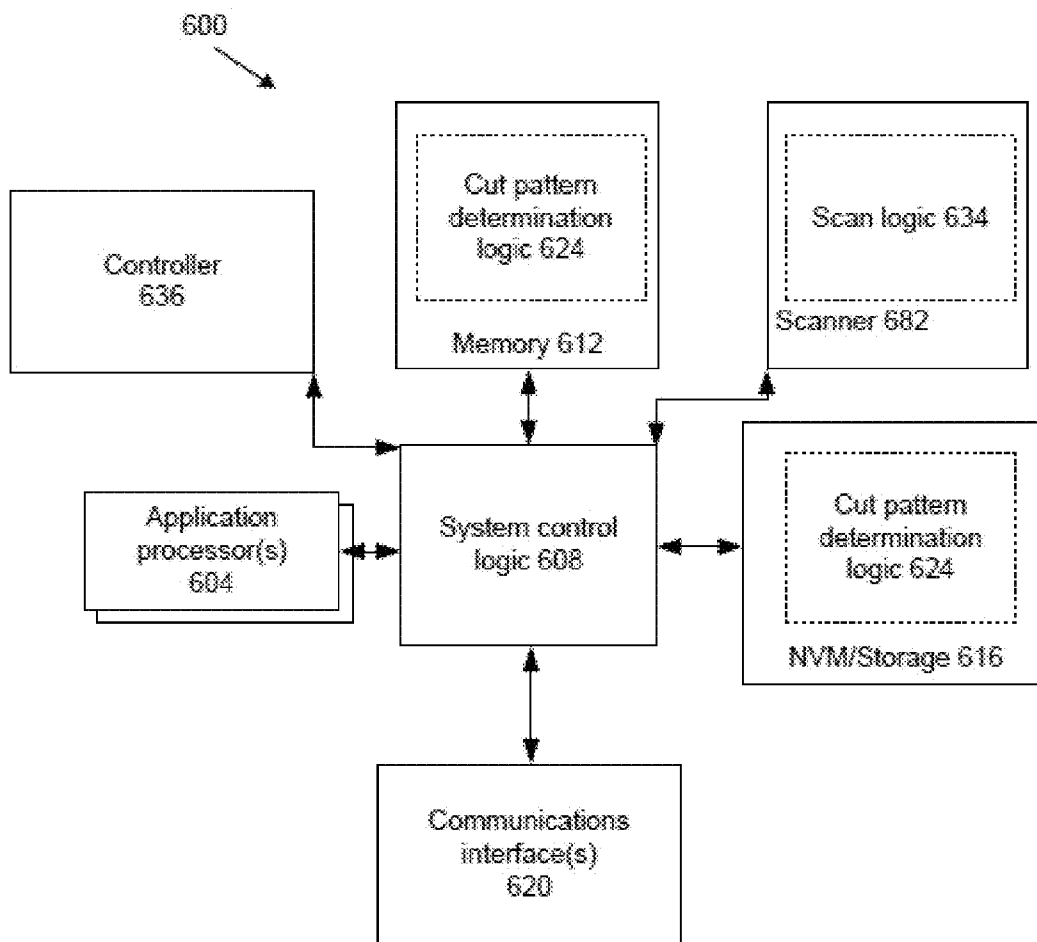 600
Controller
636
Cut pattern
determination
logic 624
Memory 612
Scan logic 634
Scanner 682
Application
processor(s)
604
System control
logic 608
Cut pattern
determination
logic 624
NVM/Storage 616
Communications
interface(s)
620